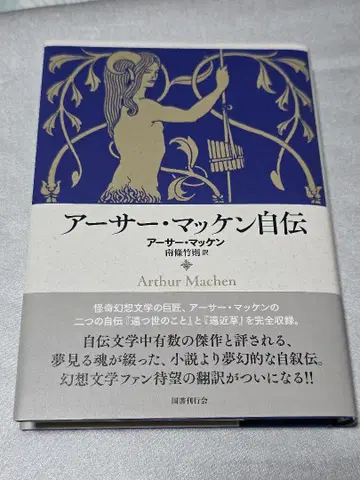 アーサー・マッケン自伝
アーサー・マッケン
南條竹則 訳
Arthur Machen
怪奇幻想文学の巨匠、アーサー・マッケンの
二つの自伝『遠つ世のこと』と『遠近草』を完全収録。
自伝文学中有数の傑作と評される、
夢見る魂が綴った、小説より夢幻的な自叙伝。
幻想文学ファン待望の翻訳がついになる!!
国書刊行会